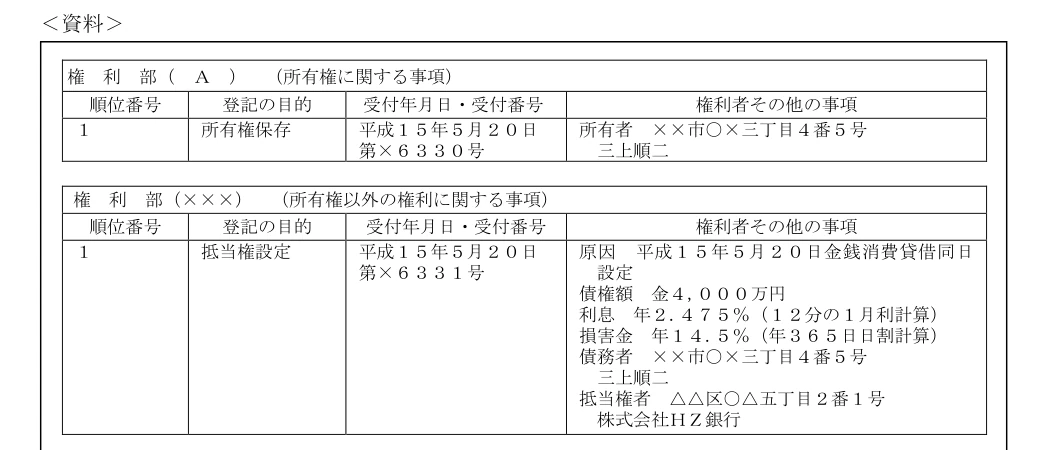 ＜資料＞
権　利　部（　Ａ　）　（所有権に関する事項）
順位番号　登記の目的　受付年月日・受付番号　権利者その他の事項
１　所有権保存　平成１５年５月２０日　所有者　××市○×三丁目４番５号
第×６３３０号　三上順二
権　利　部（×××）　（所有権以外の権利に関する事項）
順位番号　登記の目的　受付年月日・受付番号　権利者その他の事項
１　抵当権設定　平成１５年５月２０日　原因　平成１５年５月２０日金銭消費貸借同日
第×６３３１号　設定
債権額　金４，０００万円
利息　年２．４７５％（１２分の１月利計算）
損害金　年１４．５％（年３６５日日割計算）
債務者　××市○×三丁目４番５号
三上順二
抵当権者　△△区○△五丁目２番１号
株式会社ＨＺ銀行